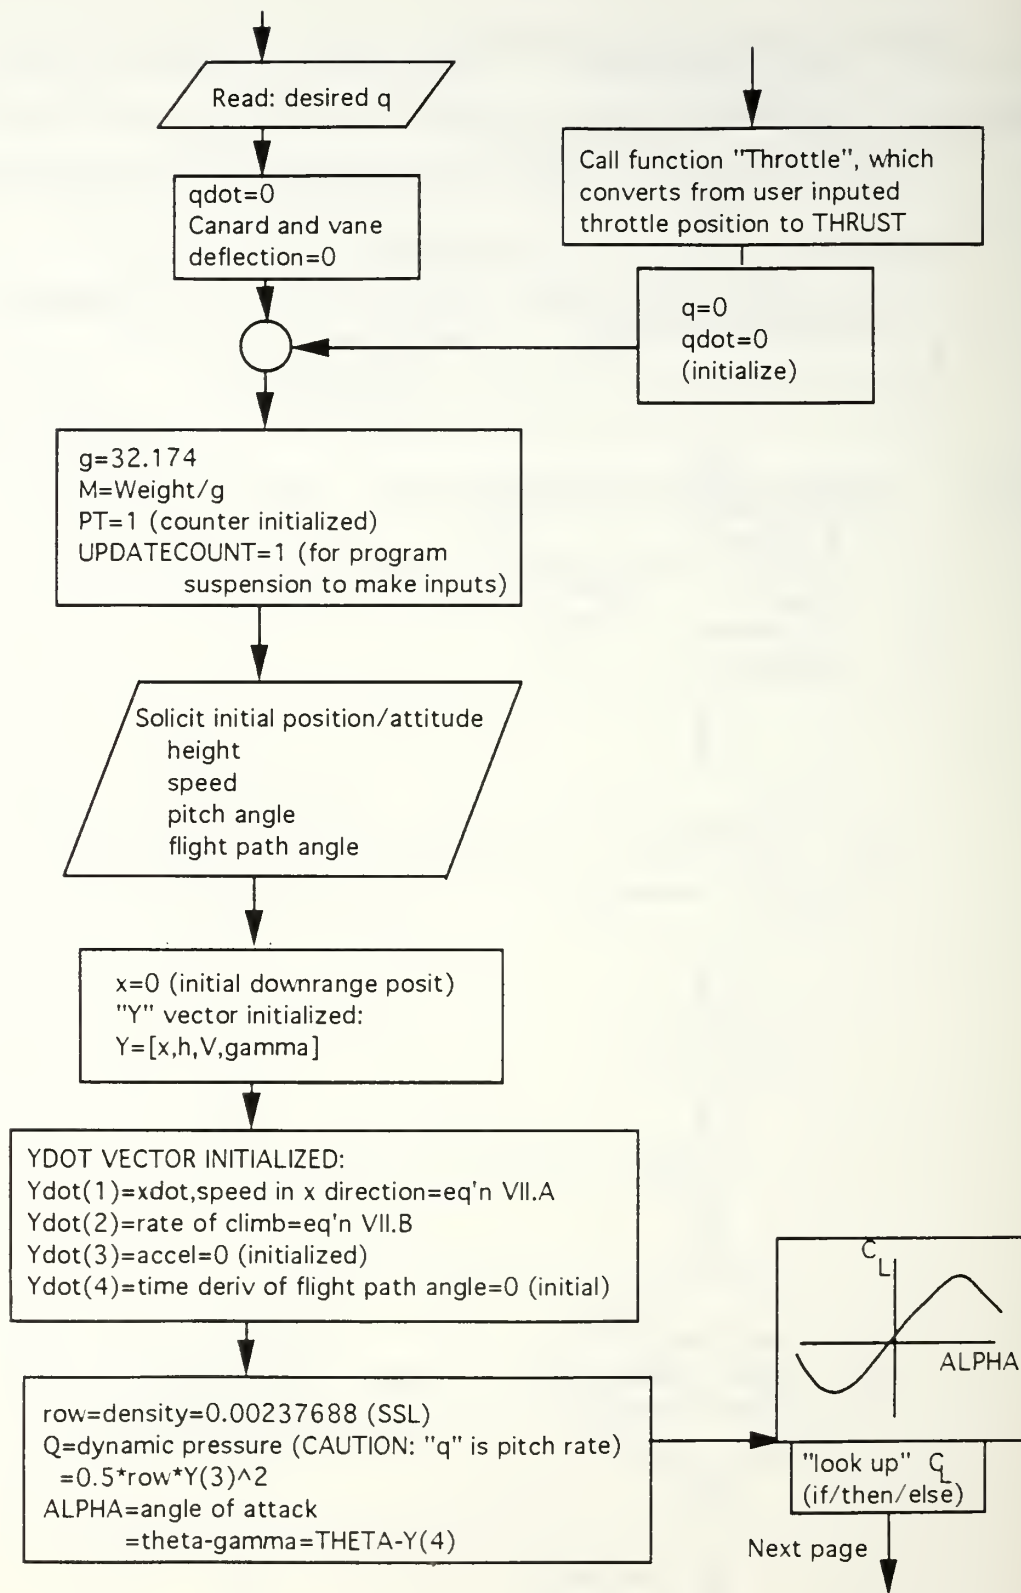 Read: desired q
qdot=0
Canard and vane
deflection=0
Call function "Throttle", which
converts from user inputed
throttle position to THRUST
q=0
qdot=0
(initialize)
g=32.174
M=Weight/g
PT=1 (counter initialized)
UPDATECOUNT=1 (for program
suspension to make inputs)
Solicit initial position/attitude
height
speed
pitch angle
flight path angle
x=0 (initial downrange posit)
"Y" vector initialized:
Y=[x,h,V,gamma]
YDOT VECTOR INITIALIZED:
Ydot(1)=xdot,speed in x direction=eq'n VII.A
Ydot(2)=rate of climb=eq'n VII.B
Ydot(3)=accel=0 (initialized)
Ydot(4)=time deriv of flight path angle=0 (initial)
row=density=0.00237688 (SSL)
Q=dynamic pressure (CAUTION: "q" is pitch rate)
=0.5*row*Y(3)^2
ALPHA=angle of attack
=theta-gamma=THETA-Y(4)
CL
ALPHA
"look up" CL
(if/then/else)
Next page